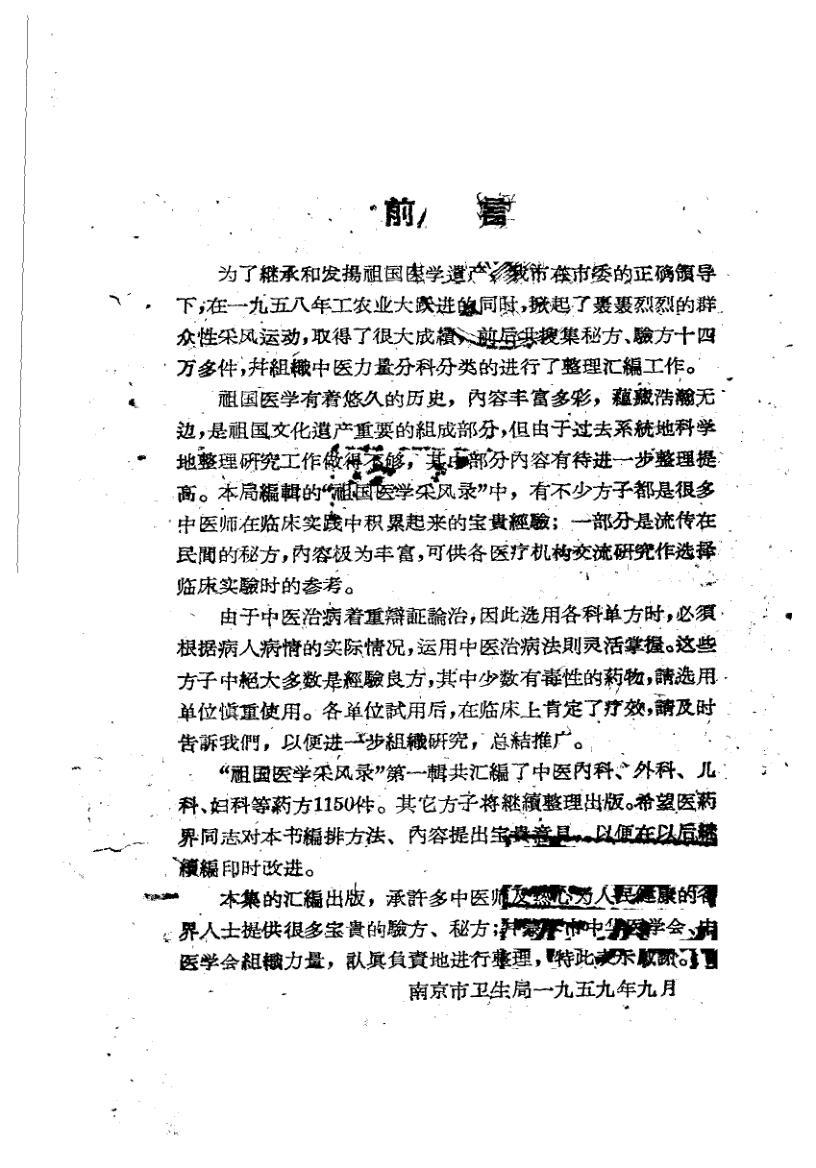 前 言
为了継承和发揚祖国医学遺产,我市在市委的正确領导
下,在一九五八年工农业大跃进的同时,掀起了轰轰烈烈的群
众性采风运动,取得了很大成績,前后共搜集秘方、驗方十四
万多件,并組織中医力量分科分类的进行了整理汇編工作。
祖国医学有着悠久的历史,內容丰富多彩,蘊藏浩瀚无
边,是祖国文化遺产重要的組成部分,但由于过去系統地科学
地整理研究工作做得不够,其中部分內容有待进一步整理提
高。本局編輯的“祖国医学采风录”中,有不少方子都是很多
中医师在临床实践中积累起来的宝貴經驗;一部分是流传在
民間的秘方,內容极为丰富,可供各医疗机构交流研究作选择
临床实驗时的参考。
由于中医治病着重辯証論治,因此选用各科单方时,必須
根据病人病情的实际情况,运用中医治病法則灵活掌握。这些
方子中絕大多数是經驗良方,其中少数有毒性的葯物,請选用
单位慎重使用。各单位試用后,在临床上肯定了疗效,請及时
告訴我們,以便进一步組織研究,总結推广。
“祖国医学采风录”第一輯共汇編了中医內科、外科、儿
科、妇科等葯方1150件。其它方子将継續整理出版。希望医葯
界同志对本书編排方法、內容提出宝貴意見,以便在以后継
續編印时改进。
本集的汇編出版,承許多中医师及热心为人民健康的各
界人士提供很多宝貴的驗方、秘方;市中华医学会、中
医学会組織力量,認真負責地进行整理,特此表示感謝。
南京市卫生局一九五九年九月